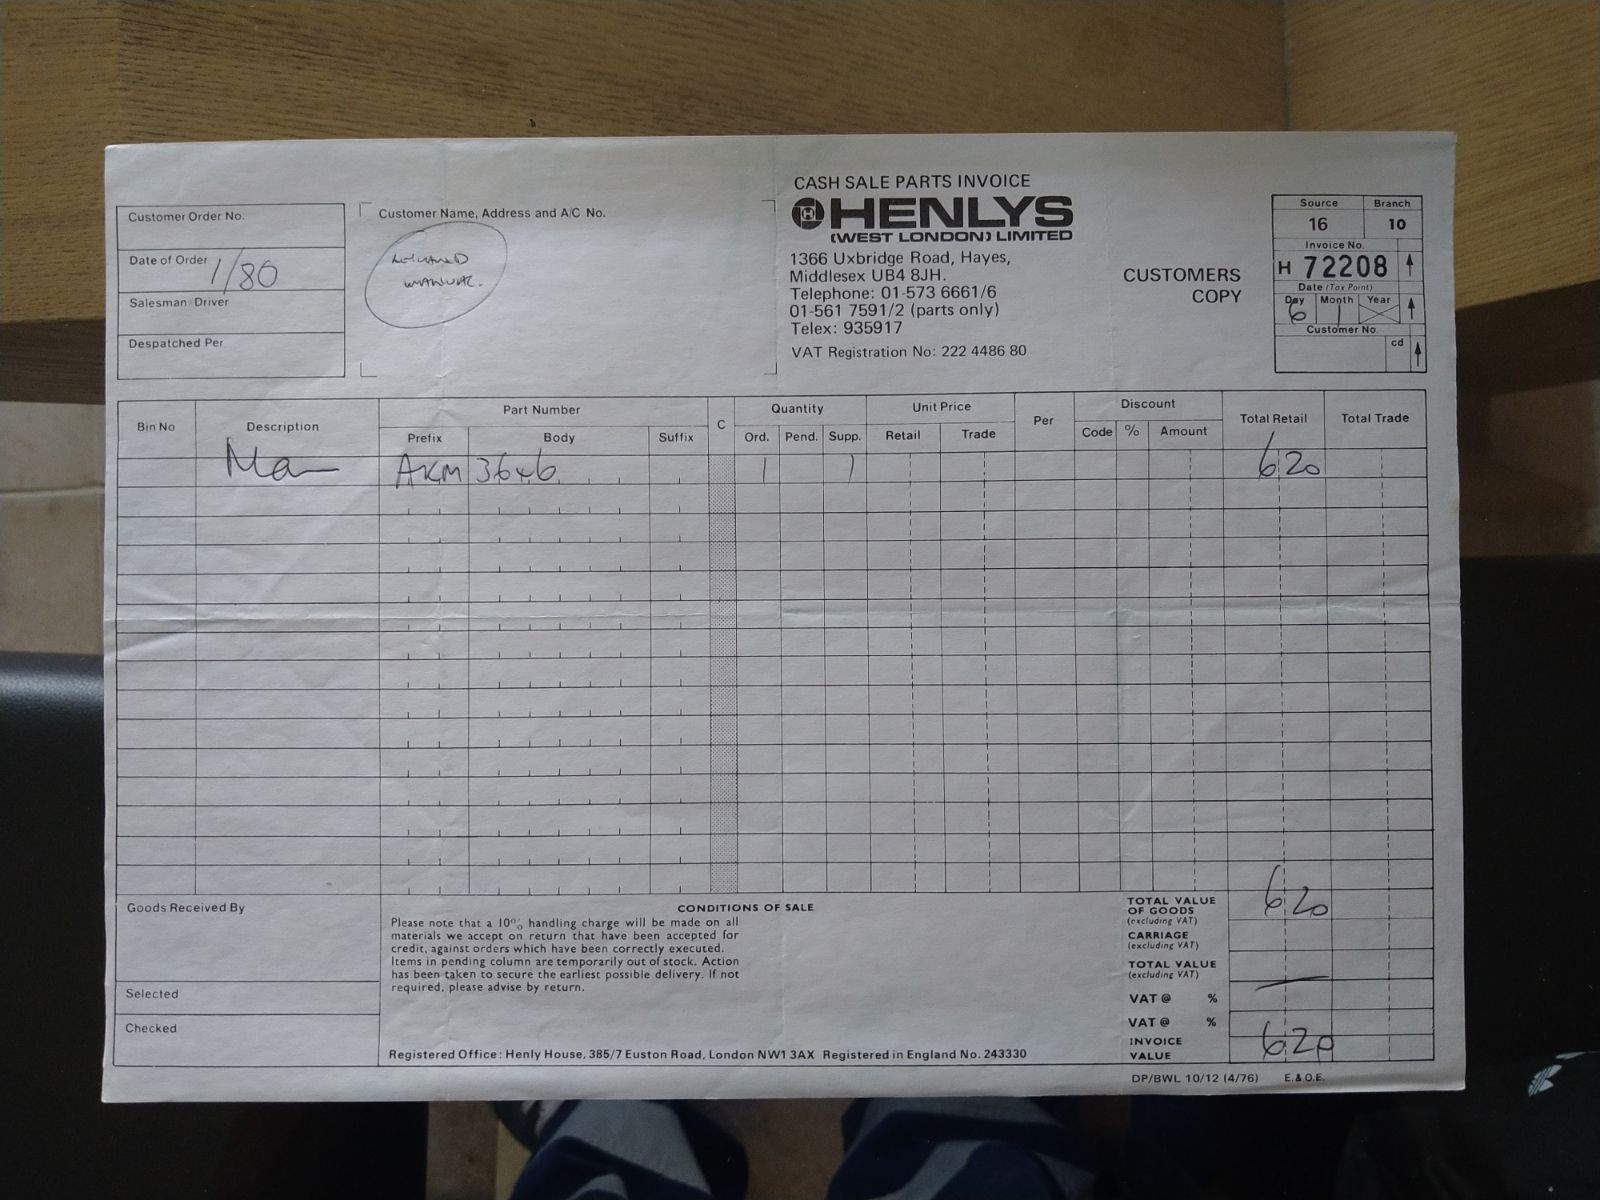 CASH SALE PARTS INVOICE
HENLYS
(WEST LONDON) LIMITED
1366 Uxbridge Road, Hayes,
Middlesex UB4 8JH.
Telephone: 01-573 6661/6
01-561 7591/2 (parts only)
Telex: 935917
VAT Registration No: 222 4486 80
CUSTOMERS
COPY
Customer Order No.
Date of Order 1/80
Salesman/Driver
Despatched Per
Customer Name, Address and A/C No.
MANUAL.
Source Branch
16 10
Invoice No.
H 72208
Date (Tax Point)
Day Month Year
6 1
Customer No.
cd
Bin No Description Part Number C Quantity Unit Price Per Discount Total Retail Total Trade
Prefix Body Suffix Ord. Pend. Supp. Retail Trade Code % Amount
AKM 3646 1 1 6 20
Goods Received By
Selected
Checked
CONDITIONS OF SALE
Please note that a 10% handling charge will be made on all
materials we accept on return that have been accepted for
credit, against orders which have been correctly executed.
Items in pending column are temporarily out of stock. Action
has been taken to secure the earliest possible delivery. If not
required, please advise by return.
Registered Office: Henly House, 385/7 Euston Road, London NW1 3AX Registered in England No. 243330
TOTAL VALUE
OF GOODS 6 20
(excluding VAT)
CARRIAGE
(excluding VAT)
TOTAL VALUE
(excluding VAT)
VAT @ %
VAT @ %
INVOICE
VALUE 6 20
DP/BWL 10/12 (4/76) E. & O.E.